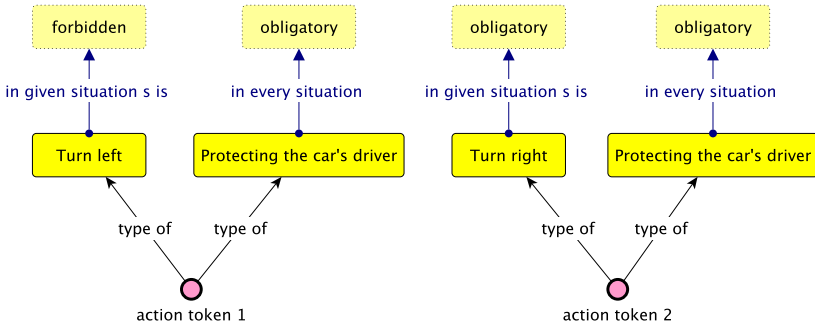 forbidden
obligatory
obligatory
obligatory
in given situation s is
in every situation
in given situation s is
in every situation
Turn left
Protecting the car's driver
Turn right
Protecting the car's driver
type of
type of
type of
type of
action token 1
action token 2